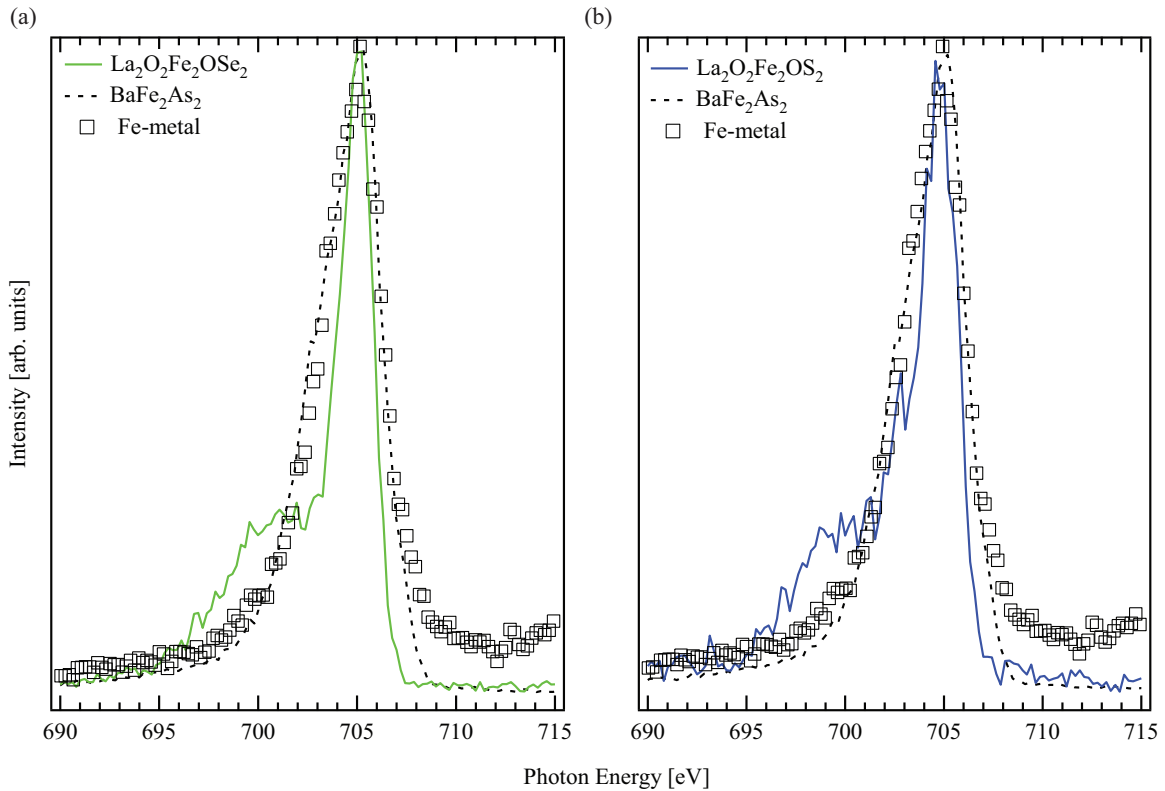 (a)
(b)
La₂O₂Fe₂OSe₂
BaFe₂As₂
Fe-metal
La₂O₂Fe₂OS₂
BaFe₂As₂
Fe-metal
Intensity [arb. units]
690 695 700 705 710 715
690 695 700 705 710 715
Photon Energy [eV]